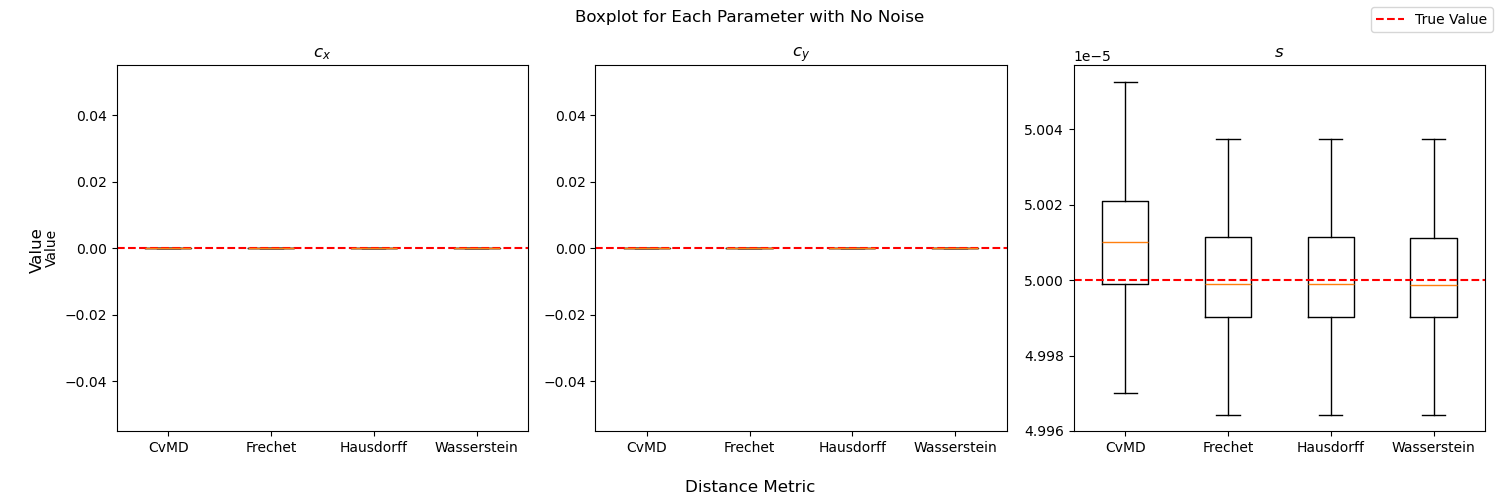 Boxplot for Each Parameter with No Noise
True Value
c_x
c_y
s
1e−5
Value
Value
0.04
0.02
0.00
−0.02
−0.04
CvMD Frechet Hausdorff Wasserstein
0.04
0.02
0.00
−0.02
−0.04
CvMD Frechet Hausdorff Wasserstein
5.004
5.002
5.000
4.998
4.996
CvMD Frechet Hausdorff Wasserstein
Distance Metric